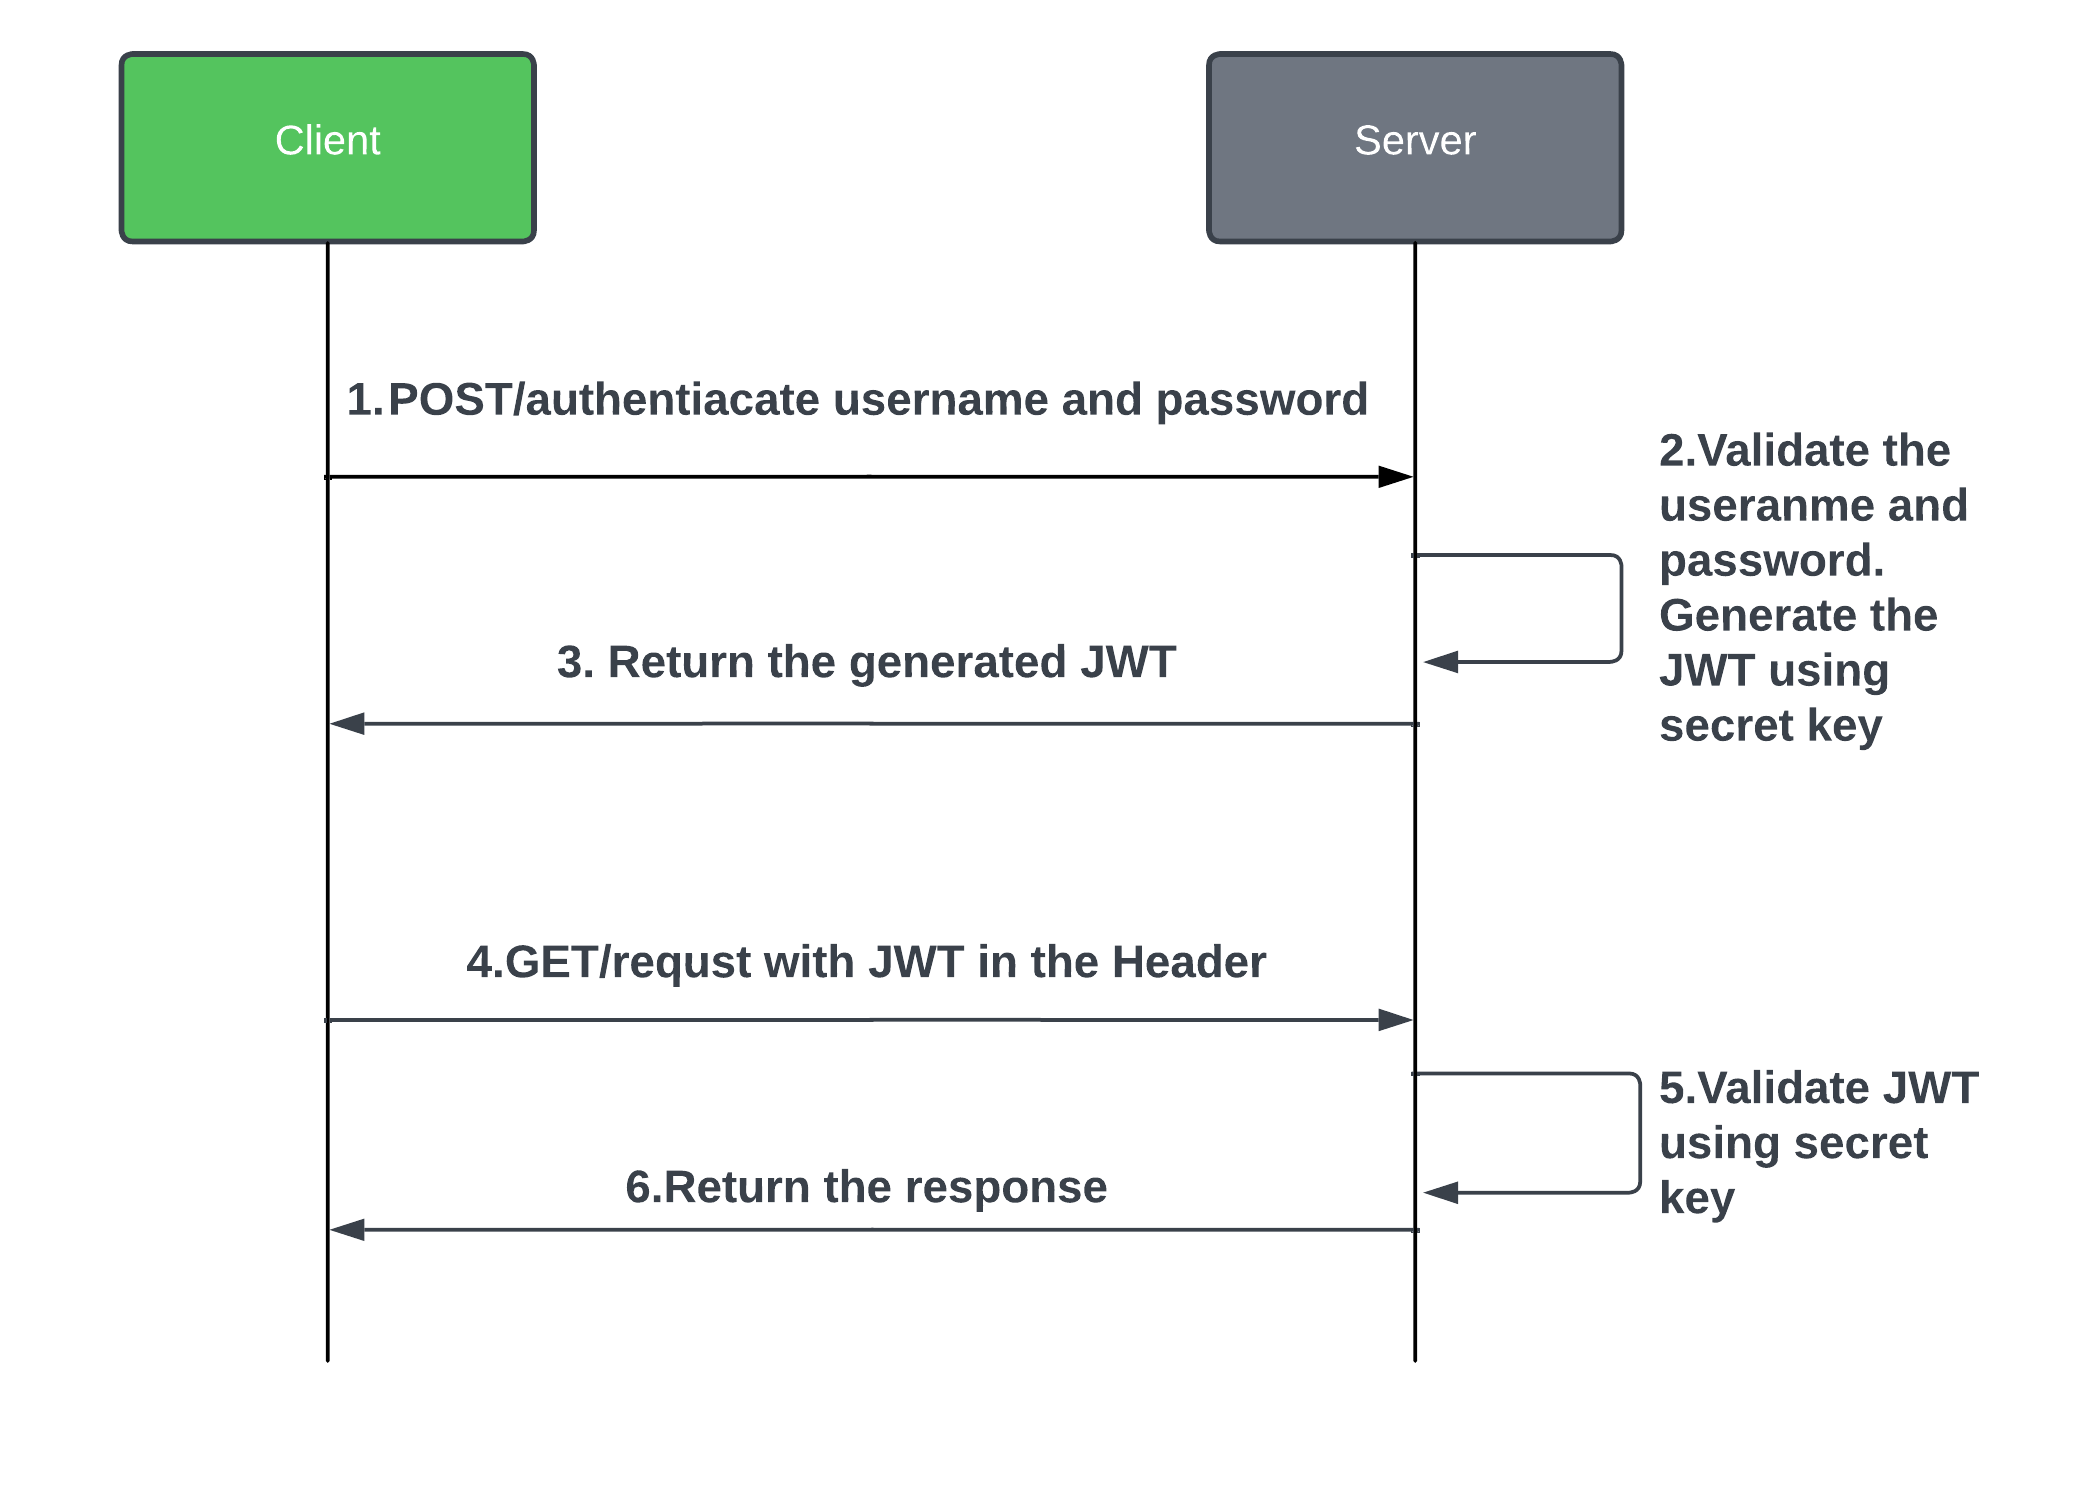 Client
Server
1.POST/authentiacate username and password
2.Validate the
useranme and
password.
Generate the
JWT using
secret key
3. Return the generated JWT
4.GET/requst with JWT in the Header
5.Validate JWT
using secret
key
6.Return the response